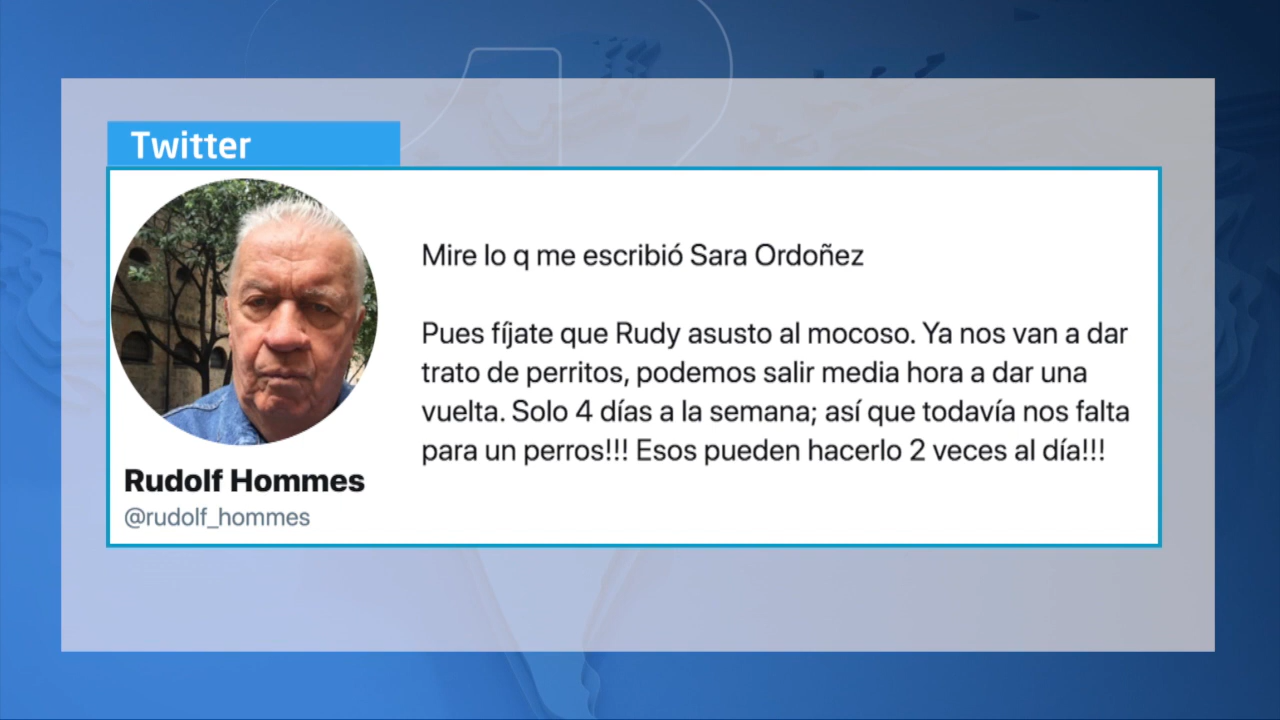 Twitter
Mire lo q me escribió Sara Ordoñez
Pues fíjate que Rudy asusto al mocoso. Ya nos van a dar
trato de perritos, podemos salir media hora a dar una
vuelta. Solo 4 días a la semana; así que todavía nos falta
para un perros!!! Esos pueden hacerlo 2 veces al día!!!
Rudolf Hommes
@rudolf_hommes